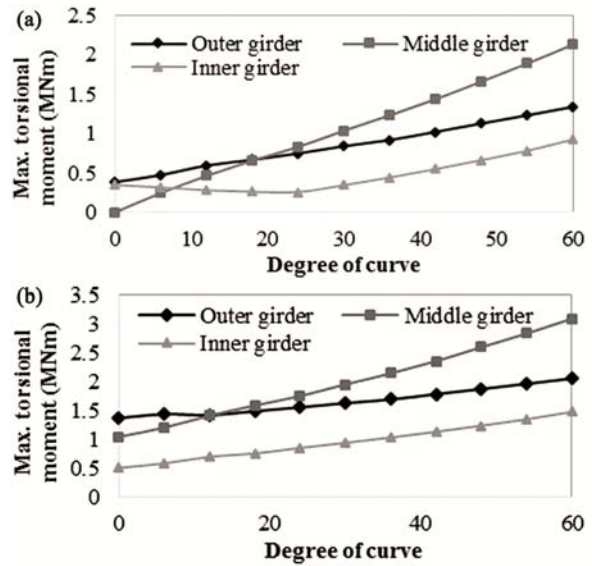 (a)
Outer girder
Middle girder
Inner girder
Max. torsional
moment (MNm)
2.5
2
1.5
1
0.5
0
0 10 20 30 40 50 60
Degree of curve
(b)
Outer girder
Middle girder
Inner girder
Max. torsional
moment (MNm)
3.5
3
2.5
2
1.5
1
0.5
0
0 20 40 60
Degree of curve